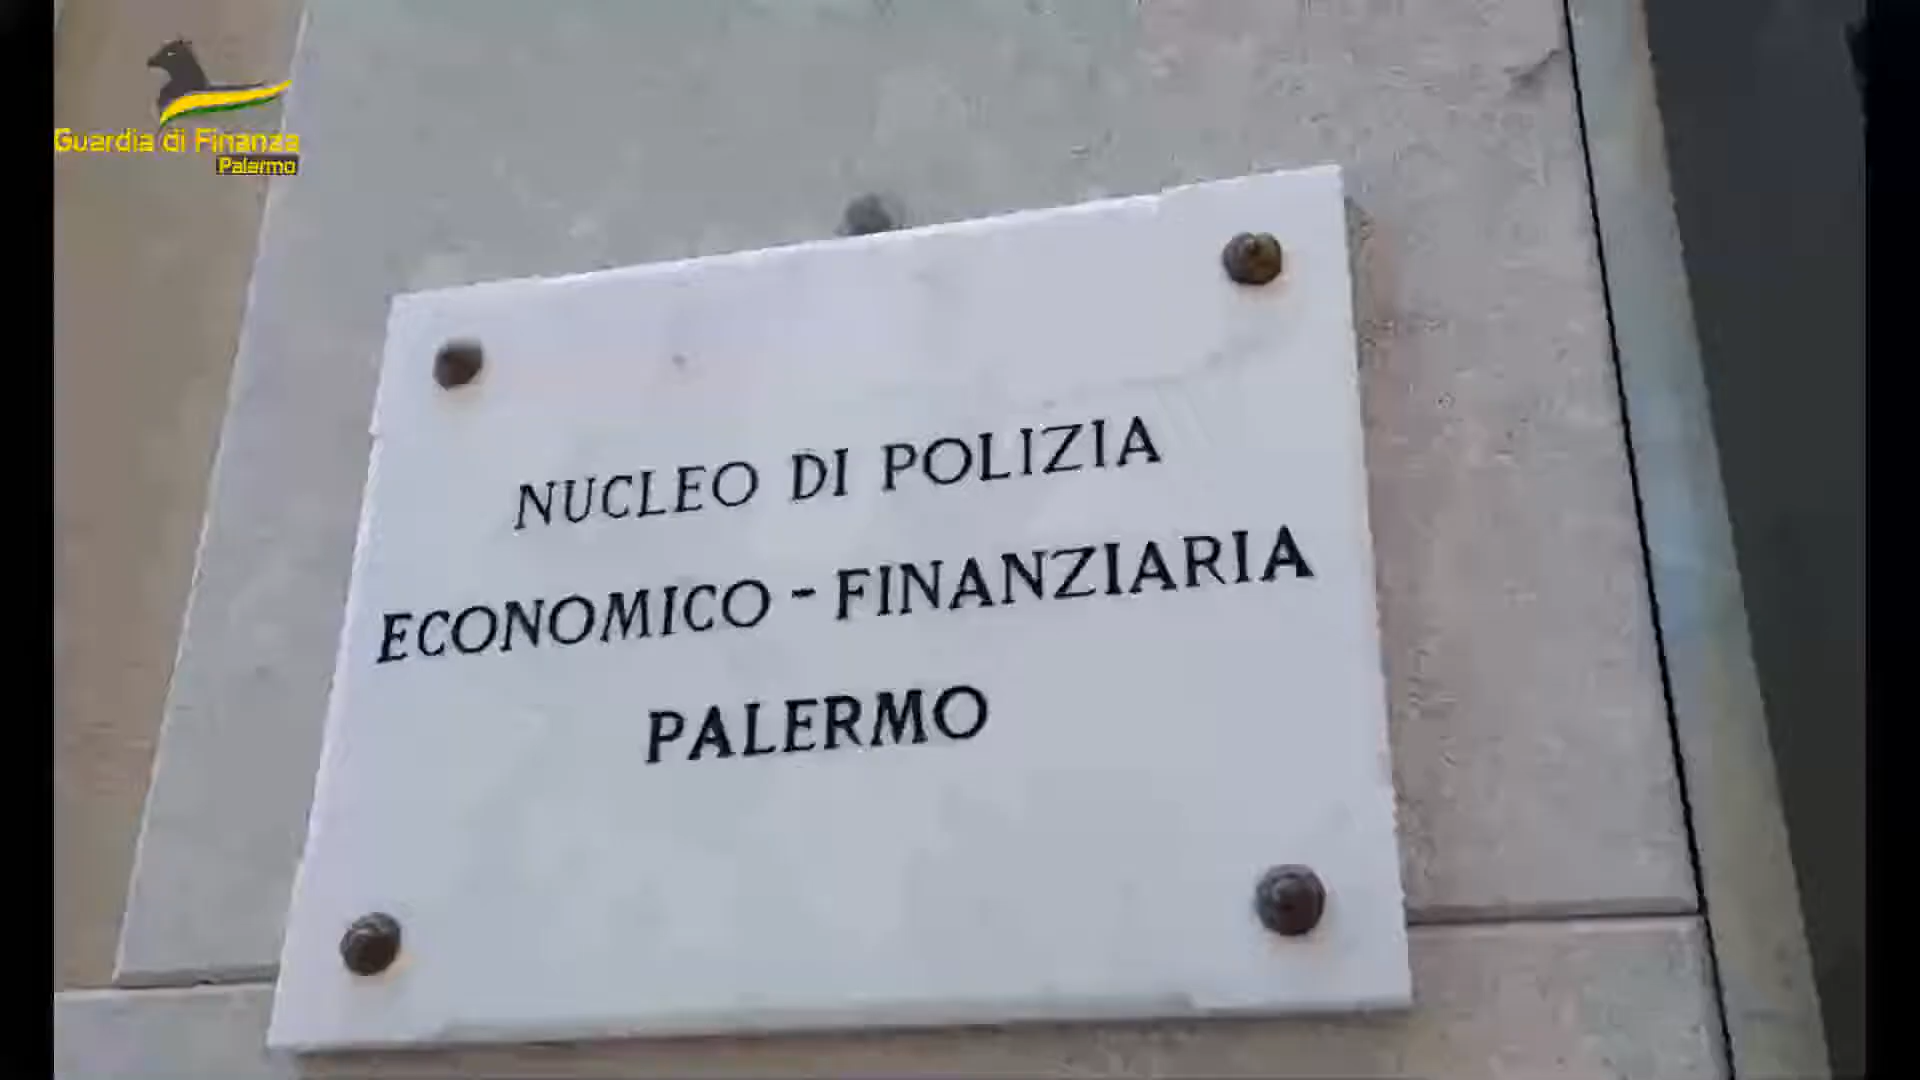 Guardia di Finanza
Palermo
NUCLEO DI POLIZIA
ECONOMICO - FINANZIARIA
PALERMO